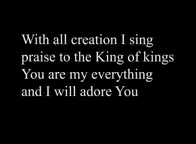 With all creation I sing
praise to the King of kings
You are my everything
and I will adore You